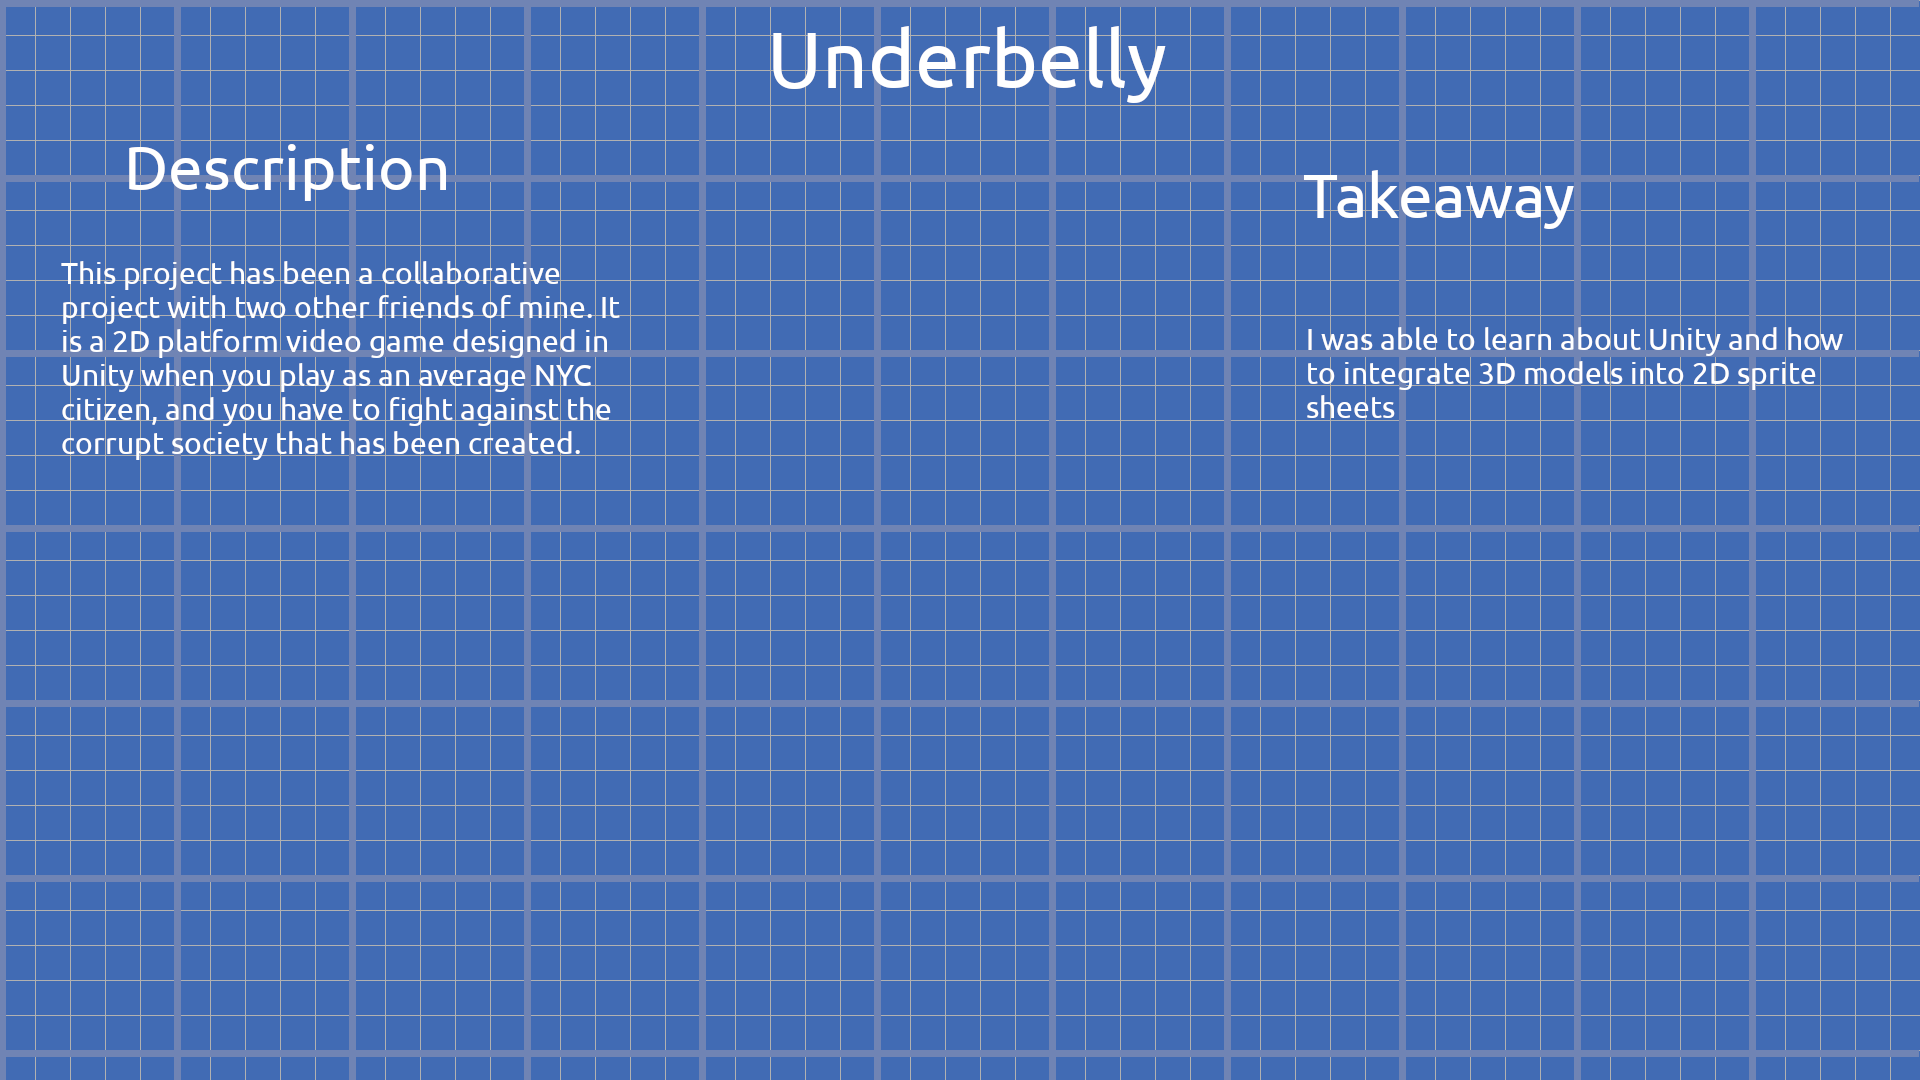 Underbelly
Description
This project has been a collaborative
project with two other friends of mine. It
is a 2D platform video game designed in
Unity when you play as an average NYC
citizen, and you have to fight against the
corrupt society that has been created.
Takeaway
I was able to learn about Unity and how
to integrate 3D models into 2D sprite
sheets